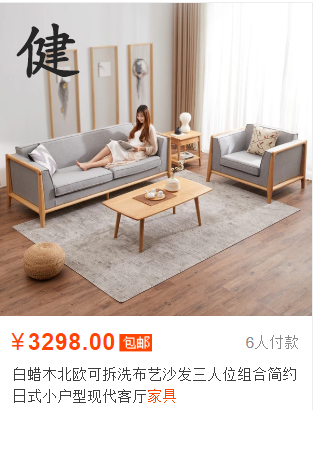 健
￥3298.00 包邮 6人付款
白蜡木北欧可拆洗布艺沙发三人位组合简约
日式小户型现代客厅家具